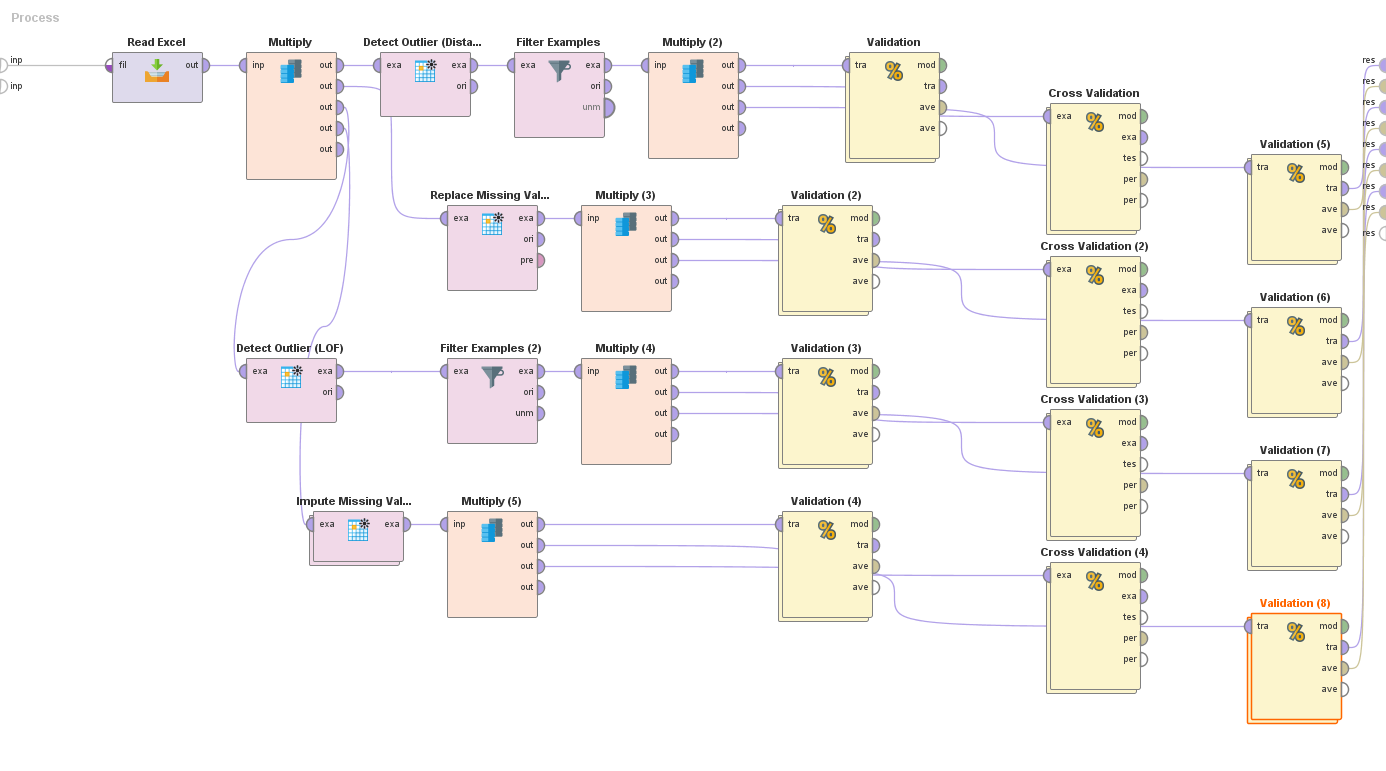 Process
inp
inp
Read Excel
fil out
Multiply
inp out
out
out
out
out
Detect Outlier (Dista...
exa exa
ori
Filter Examples
exa exa
ori
unm
Multiply (2)
inp out
out
out
out
Validation
tra mod
tra
ave
ave
Cross Validation
exa mod
exa
tes
per
per
Validation (5)
tra mod
tra
ave
ave
res
res
res
res
res
res
res
res
res
Replace Missing Val...
exa exa
ori
pre
Multiply (3)
inp out
out
out
out
Validation (2)
tra mod
tra
ave
ave
Cross Validation (2)
exa mod
exa
tes
per
per
Validation (6)
tra mod
tra
ave
ave
Detect Outlier (LOF)
exa exa
ori
Filter Examples (2)
exa exa
ori
unm
Multiply (4)
inp out
out
out
out
Validation (3)
tra mod
tra
ave
ave
Cross Validation (3)
exa mod
exa
tes
per
per
Validation (7)
tra mod
tra
ave
ave
Impute Missing Val...
exa exa
Multiply (5)
inp out
out
out
out
Validation (4)
tra mod
tra
ave
ave
Cross Validation (4)
exa mod
exa
tes
per
per
Validation (8)
tra mod
tra
ave
ave